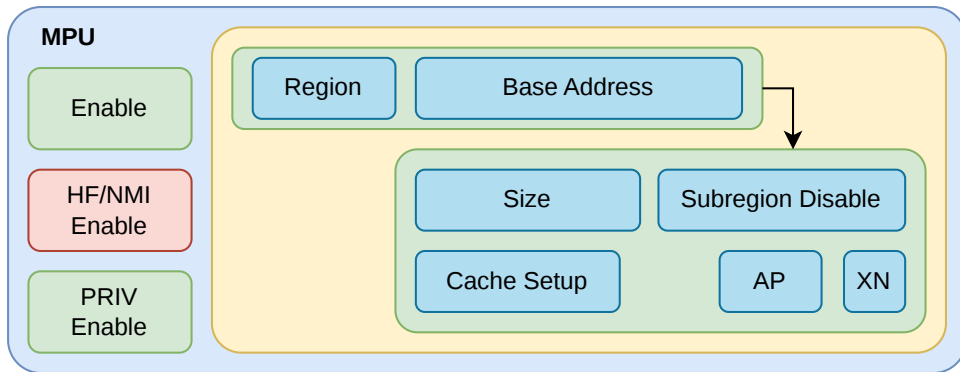 MPU
Enable
HF/NMI
Enable
PRIV
Enable
Region
Base Address
Size
Subregion Disable
Cache Setup
AP
XN